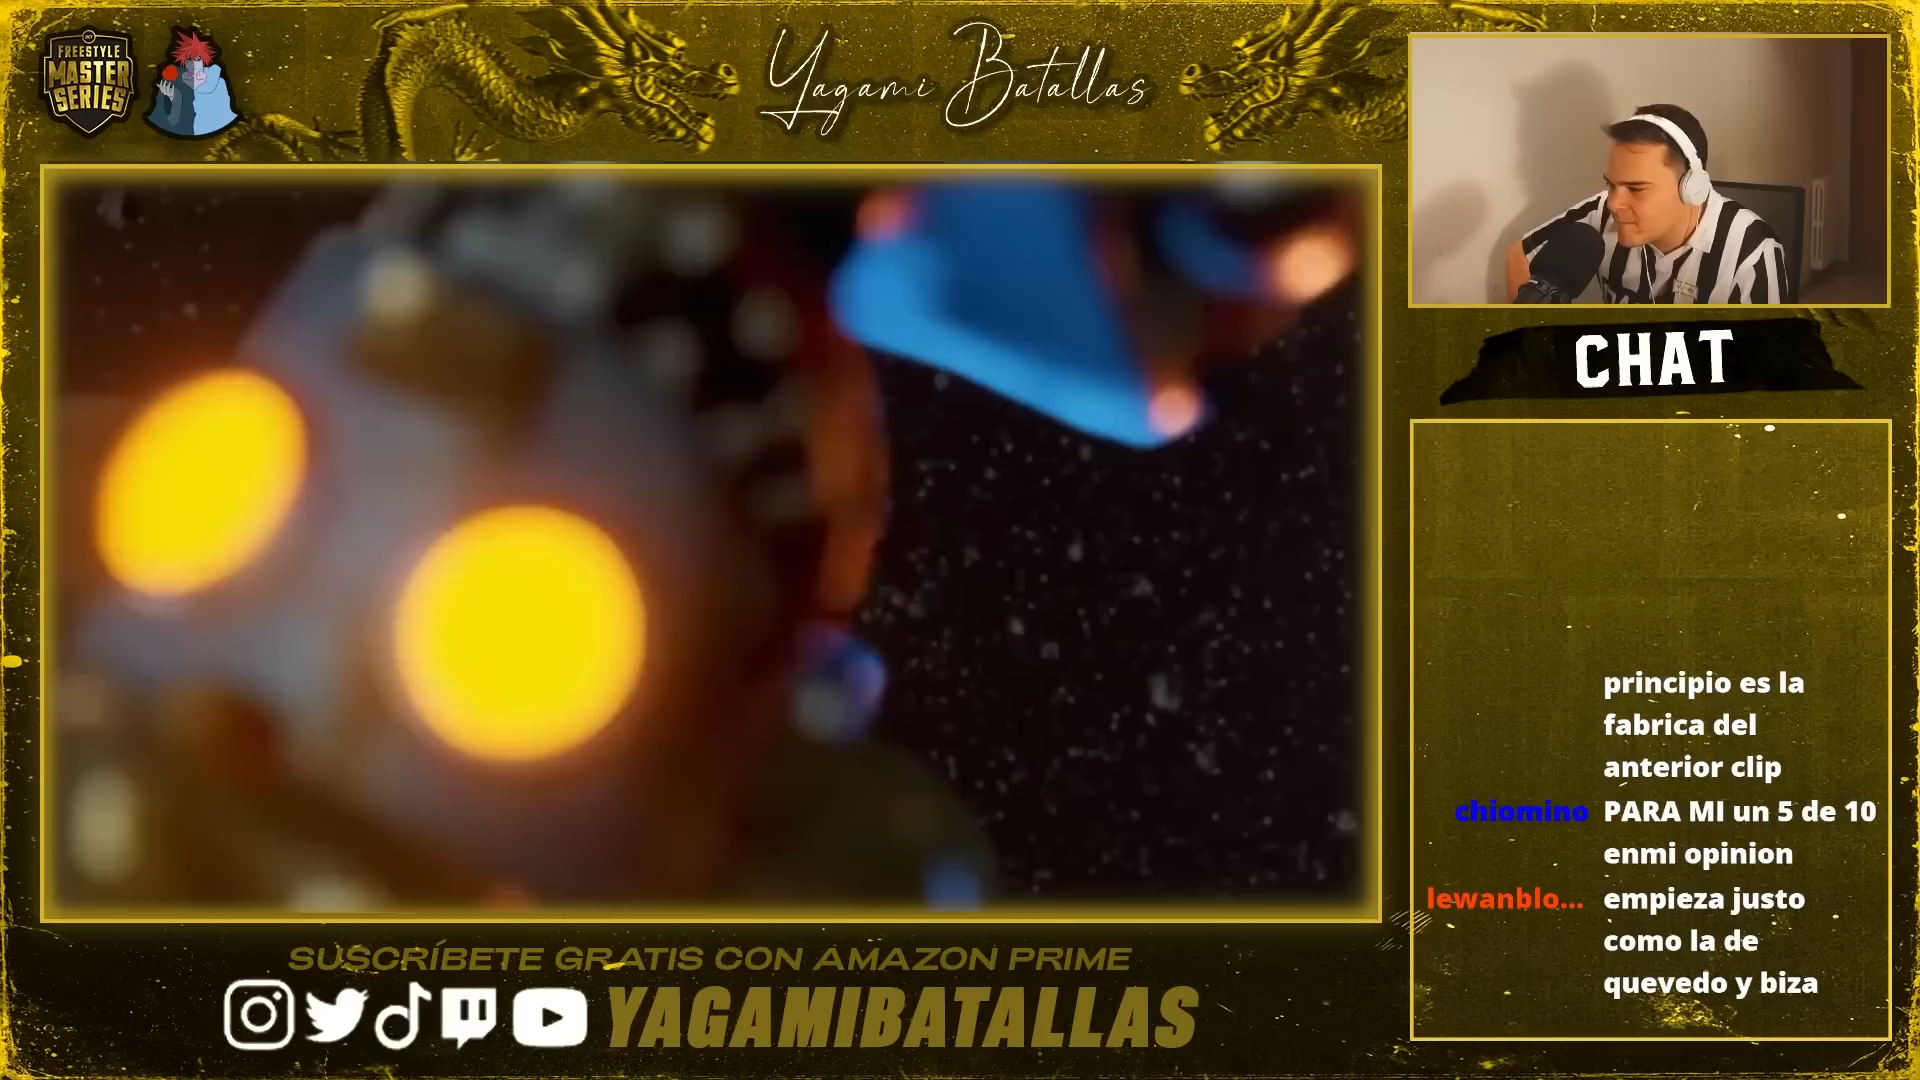 INT
FREESTYLE
MASTER
SERIES
Yagami Batallas
CHAT
principio es la
fabrica del
anterior clip
chiomino PARA MI un 5 de 10
enmi opinion
lewanblo... empieza justo
como la de
quevedo y biza
SUSCRÍBETE GRATIS CON AMAZON PRIME
YAGAMIBATALLAS